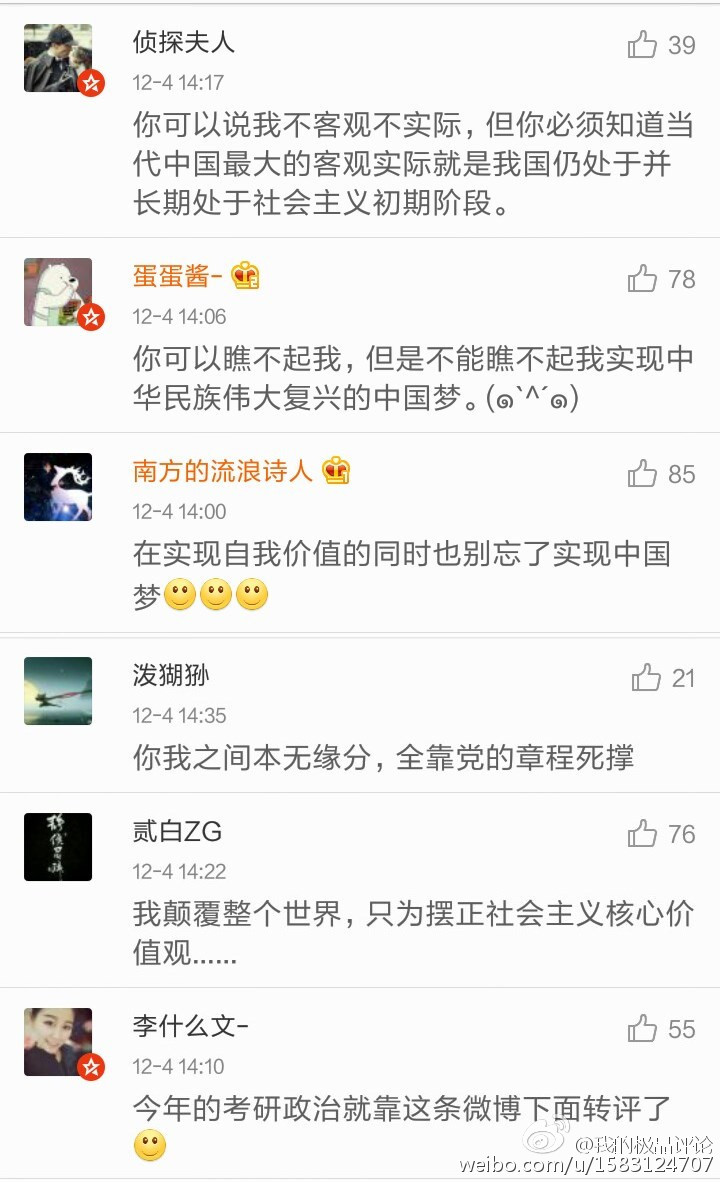 侦探夫人
39
12-4 14:17
你可以说我不客观不实际，但你必须知道当
代中国最大的客观实际就是我国仍处于并
长期处于社会主义初期阶段。
蛋蛋酱-
78
12-4 14:06
你可以瞧不起我，但是不能瞧不起我实现中
华民族伟大复兴的中国梦。(๑`^´๑)
南方的流浪诗人
85
12-4 14:00
在实现自我价值的同时也别忘了实现中国
梦
泼猢狲
21
12-4 14:35
你我之间本无缘分，全靠党的章程死撑
贰白ZG
76
12-4 14:22
我颠覆整个世界，只为摆正社会主义核心价
值观……
李什么文-
55
12-4 14:10
今年的考研政治就靠这条微博下面转评了
@我的极品评论
weibo.com/u/1583124707